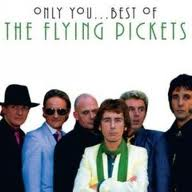 ONLY YOU...BEST OF
THE FLYING PICKETS